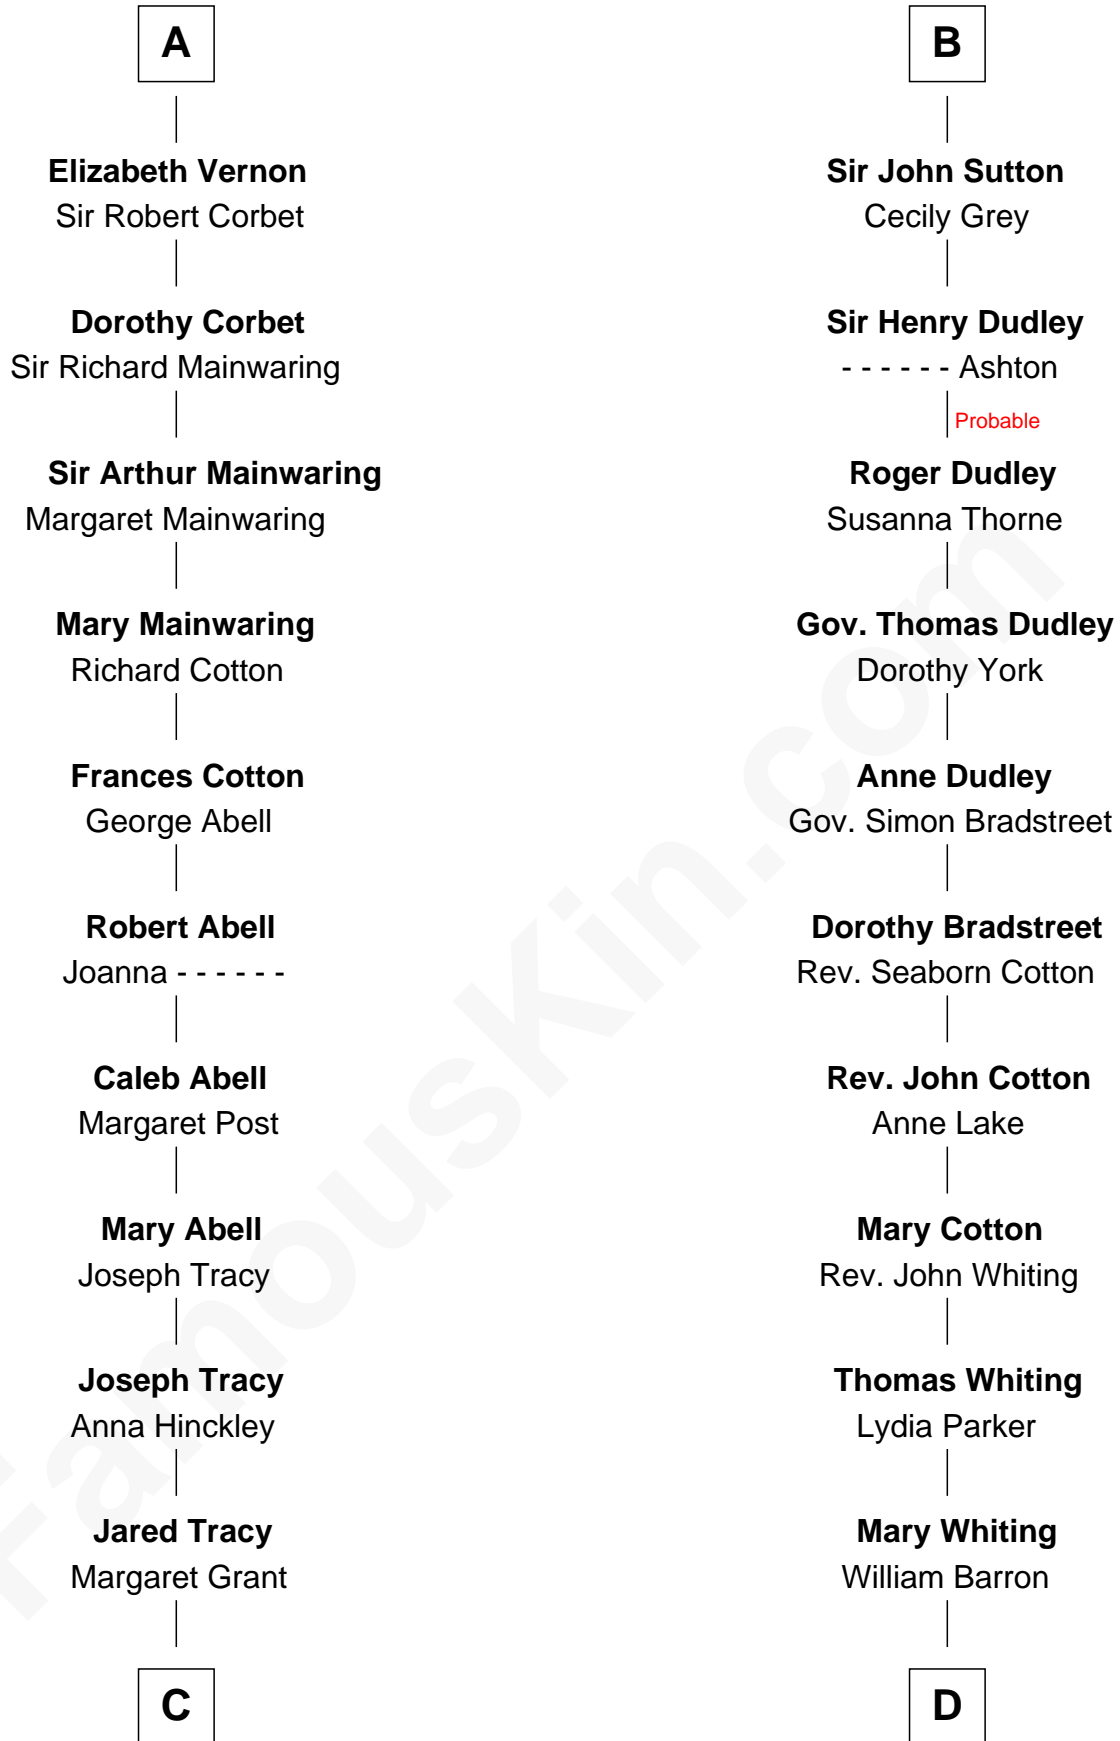 A
Elizabeth Vernon
Sir Robert Corbet
Dorothy Corbet
Sir Richard Mainwaring
Sir Arthur Mainwaring
Margaret Mainwaring
Mary Mainwaring
Richard Cotton
Frances Cotton
George Abell
Robert Abell
Joanna - - - - - -
Caleb Abell
Margaret Post
Mary Abell
Joseph Tracy
Joseph Tracy
Anna Hinckley
Jared Tracy
Margaret Grant
C
B
Sir John Sutton
Cecily Grey
Sir Henry Dudley
- - - - - - Ashton
Probable
Roger Dudley
Susanna Thorne
Gov. Thomas Dudley
Dorothy York
Anne Dudley
Gov. Simon Bradstreet
Dorothy Bradstreet
Rev. Seaborn Cotton
Rev. John Cotton
Anne Lake
Mary Cotton
Rev. John Whiting
Thomas Whiting
Lydia Parker
Mary Whiting
William Barron
D
FamousKin.com